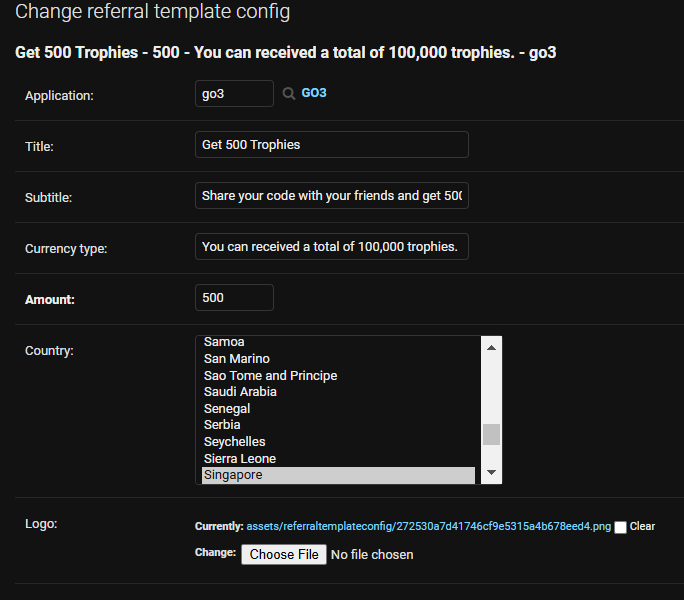 Change referral template config
Get 500 Trophies - 500 - You can received a total of 100,000 trophies. - go3
Application: go3 GO3
Title: Get 500 Trophies
Subtitle: Share your code with your friends and get 50
Currency type: You can received a total of 100,000 trophies.
Amount: 500
Country:
Samoa
San Marino
Sao Tome and Principe
Saudi Arabia
Senegal
Serbia
Seychelles
Sierra Leone
Singapore
Logo: Currently: assets/referraltemplateconfig/272530a7d41746cf9e5315a4b678eed4.png Clear
Change: Choose File No file chosen